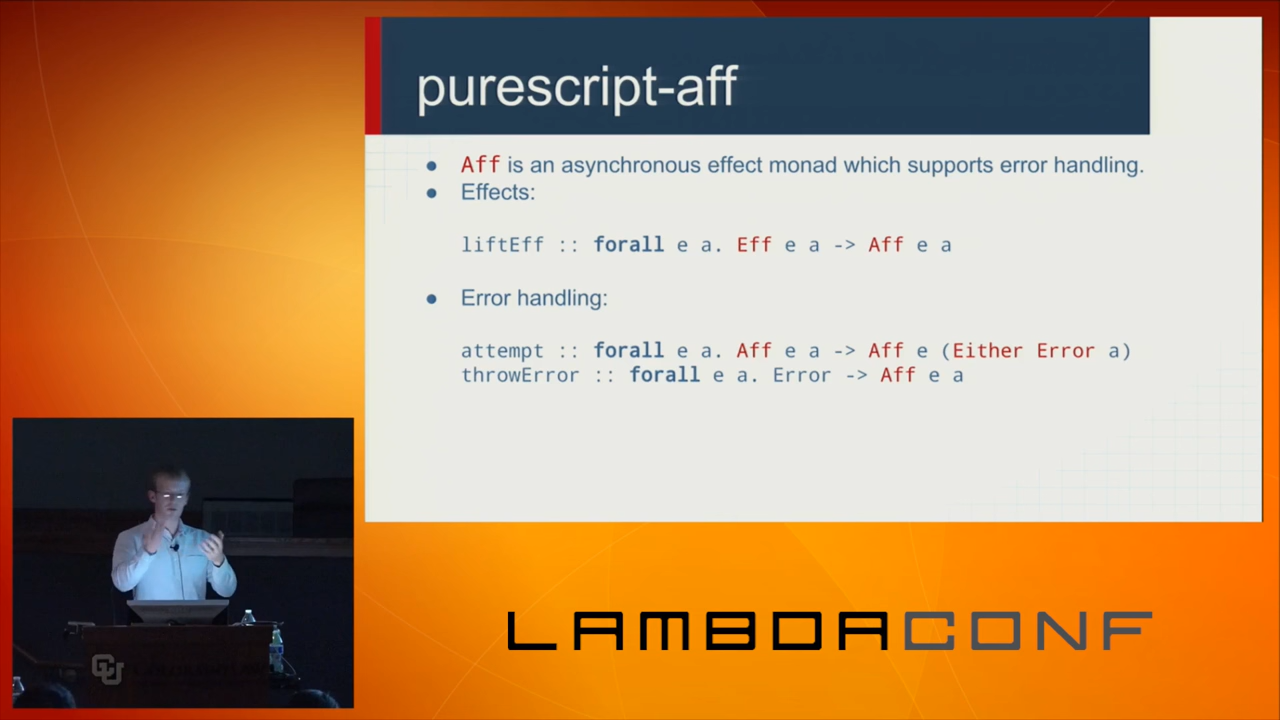 purescript-aff
● Aff is an asynchronous effect monad which supports error handling.
● Effects:
liftEff :: forall e a. Eff e a -> Aff e a
● Error handling:
attempt :: forall e a. Aff e a -> Aff e (Either Error a)
throwError :: forall e a. Error -> Aff e a
LAMBDACONF
CU